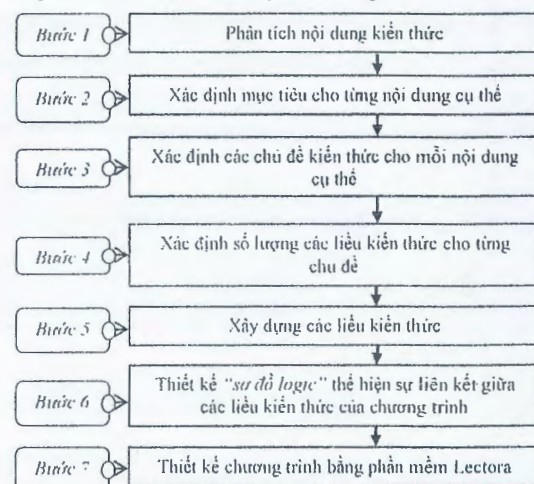 Bước 1
Phân tích nội dung kiến thức
Bước 2
Xác định mục tiêu cho từng nội dung cụ thể
Bước 3
Xác định các chủ đề kiến thức cho mỗi nội dung
cụ thể
Bước 4
Xác định số lượng các liều kiến thức cho từng
chu đề
Bước 5
Xây dựng các liều kiến thức
Bước 6
Thiết kế "sơ đồ logic" thể hiện sự liên kết giữa
các liều kiến thức của chương trình
Bước 7
Thiết kế chương trình bằng phần mềm Lectora